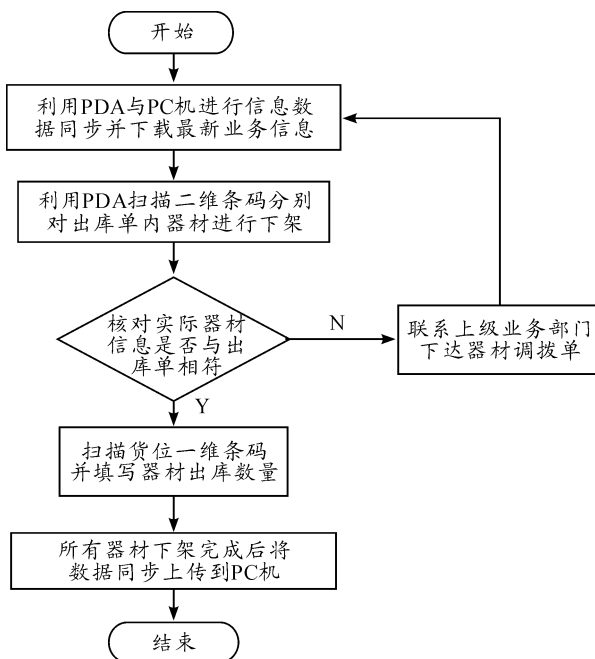 开始
利用PDA与PC机进行信息数
据同步并下载最新业务信息
利用PDA扫描二维条码分别
对出库单内器材进行下架
核对实际器材
信息是否与出
库单相符
N
联系上级业务部门
下达器材调拨单
Y
扫描货位一维条码
并填写器材出库数量
所有器材下架完成后将
数据同步上传到PC机
结束